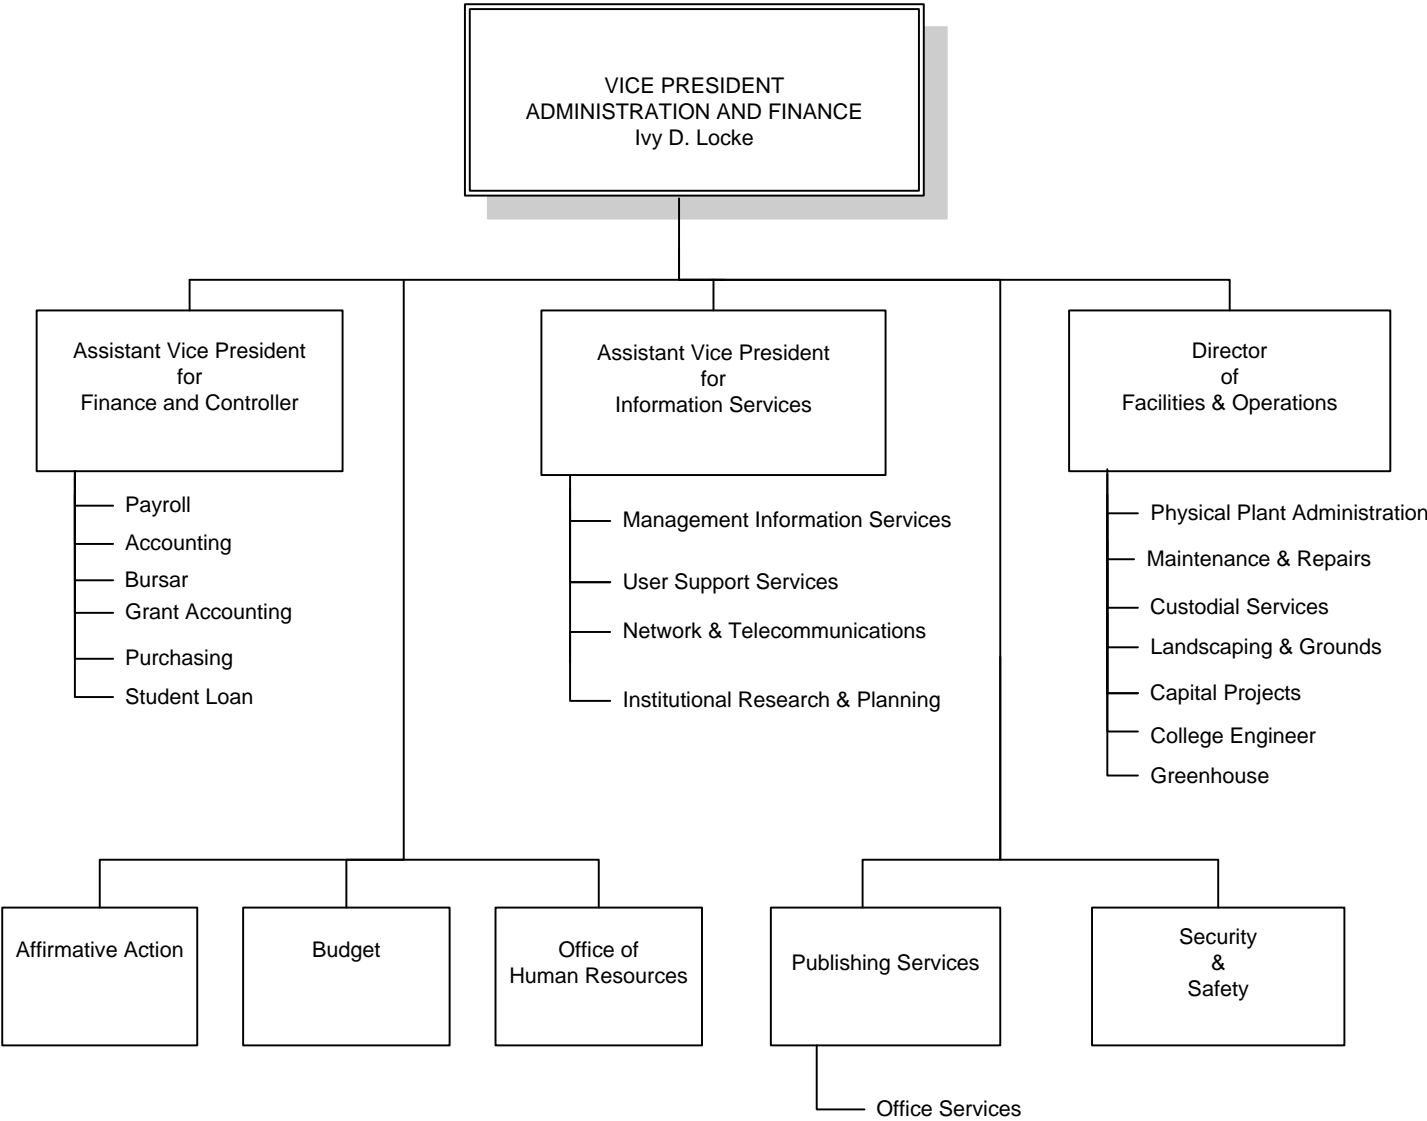 VICE PRESIDENT
ADMINISTRATION AND FINANCE
Ivy D. Locke
Assistant Vice President
for
Finance and Controller
Payroll
Accounting
Bursar
Grant Accounting
Purchasing
Student Loan
Assistant Vice President
for
Information Services
Management Information Services
User Support Services
Network & Telecommunications
Institutional Research & Planning
Director
of
Facilities & Operations
Physical Plant Administration
Maintenance & Repairs
Custodial Services
Landscaping & Grounds
Capital Projects
College Engineer
Greenhouse
Affirmative Action
Budget
Office of
Human Resources
Publishing Services
Office Services
Security
&
Safety